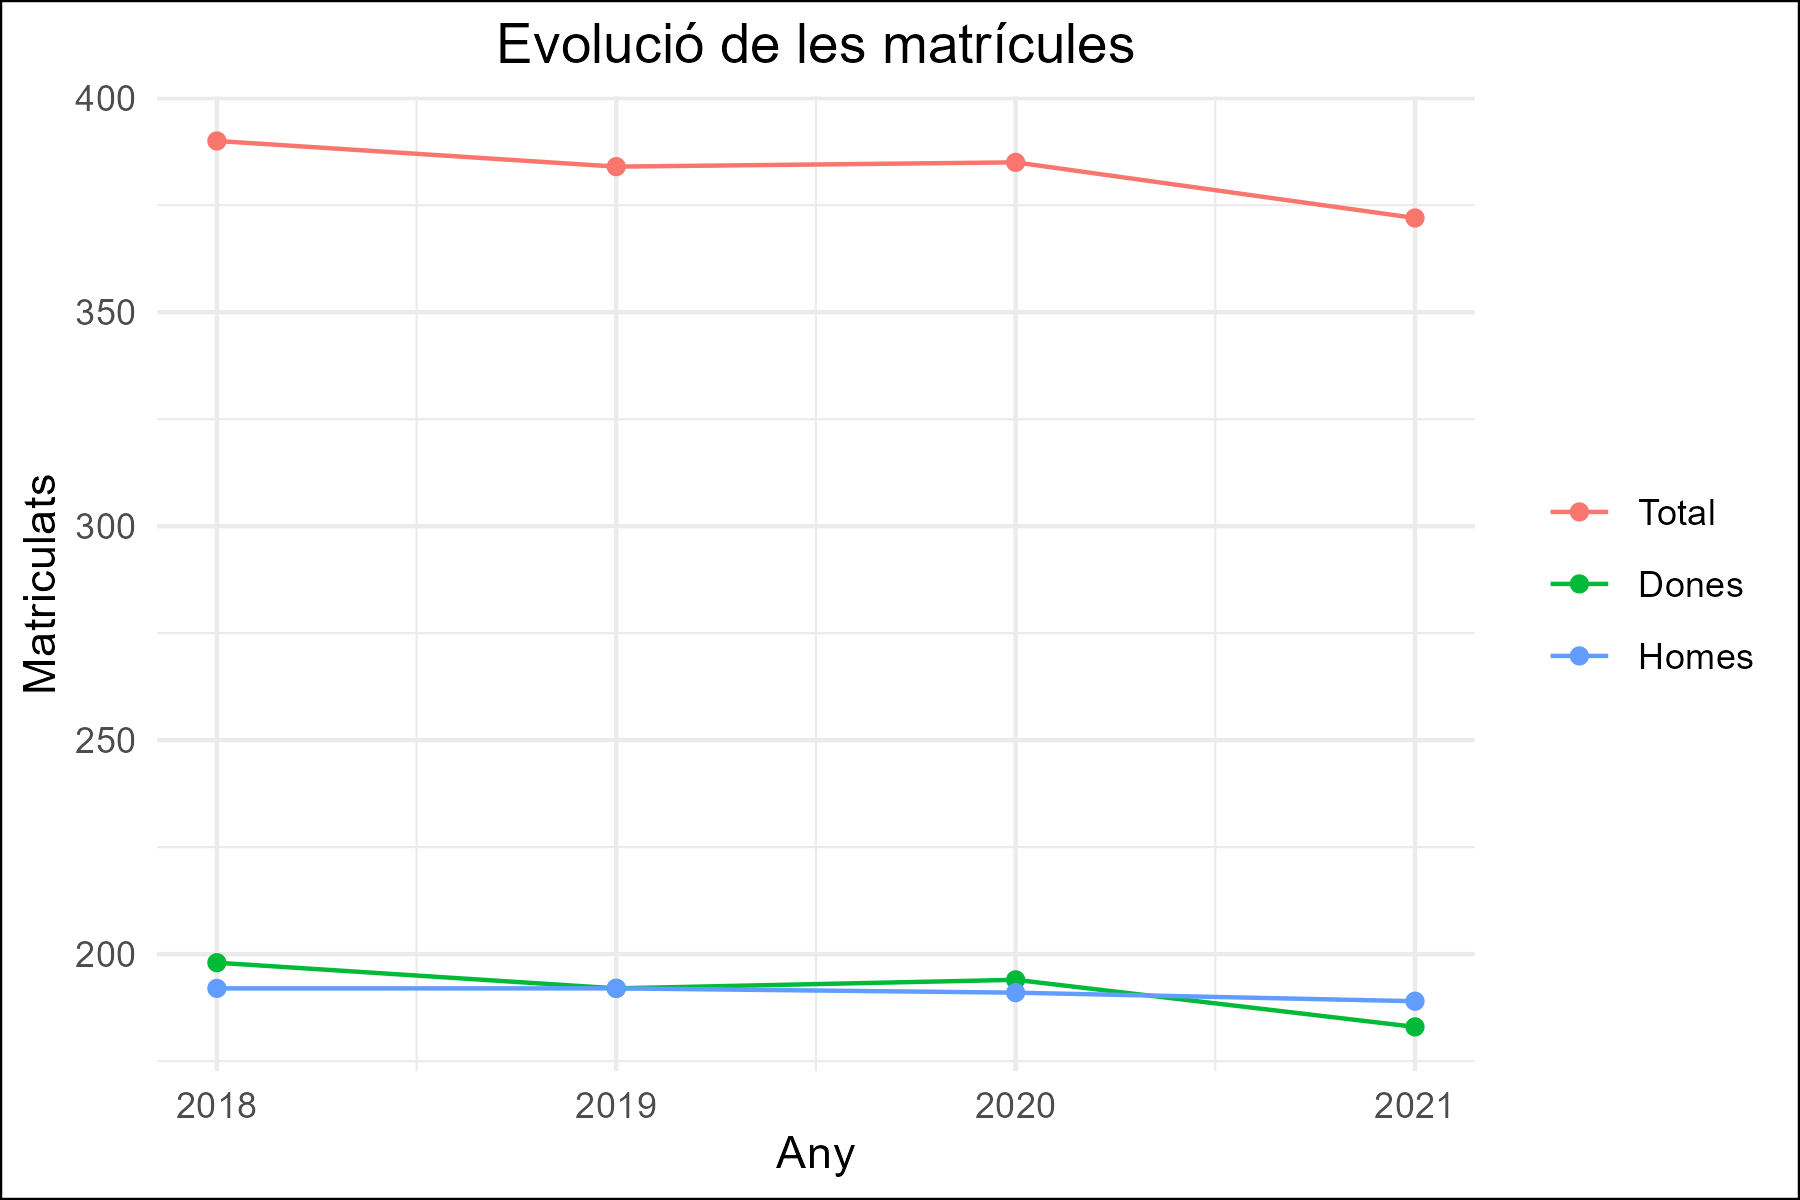 Evolució de les matrícules
400
350
300
250
200
Matriculats
2018
2019
2020
2021
Any
Total
Dones
Homes